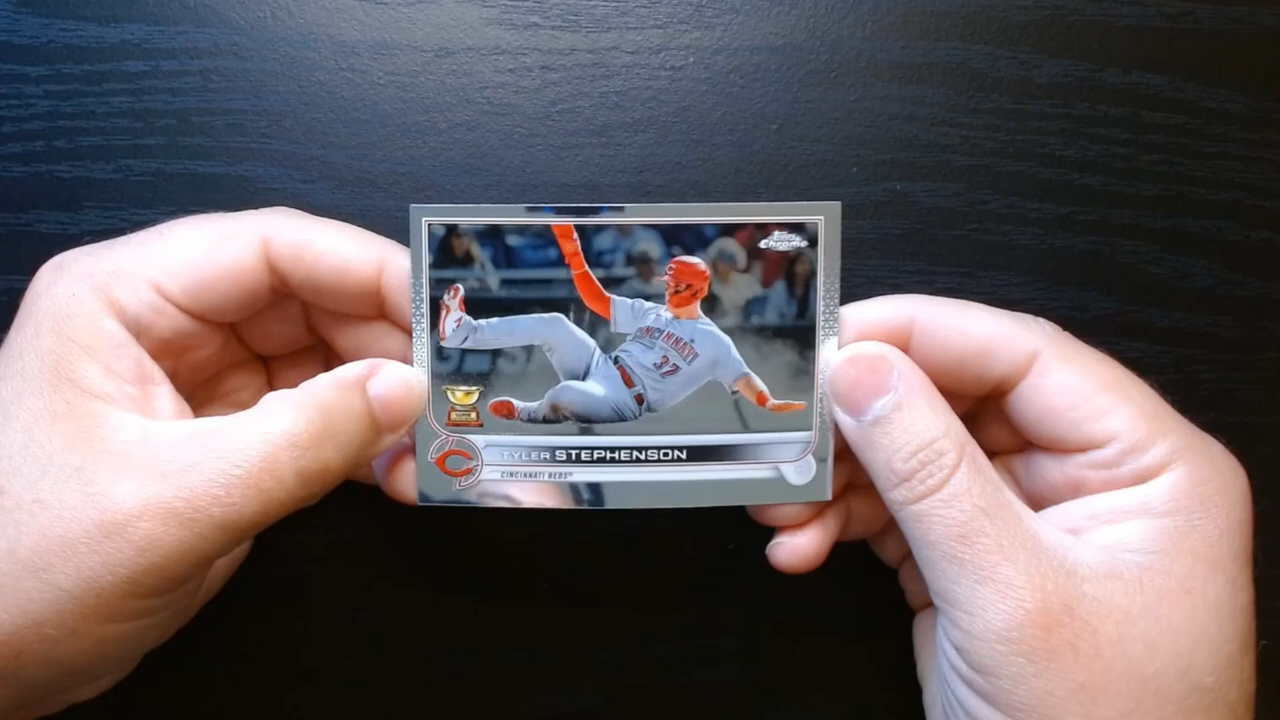 Topps
Chrome
CINCINNATI
37
TYLER STEPHENSON
CINCINNATI REDS